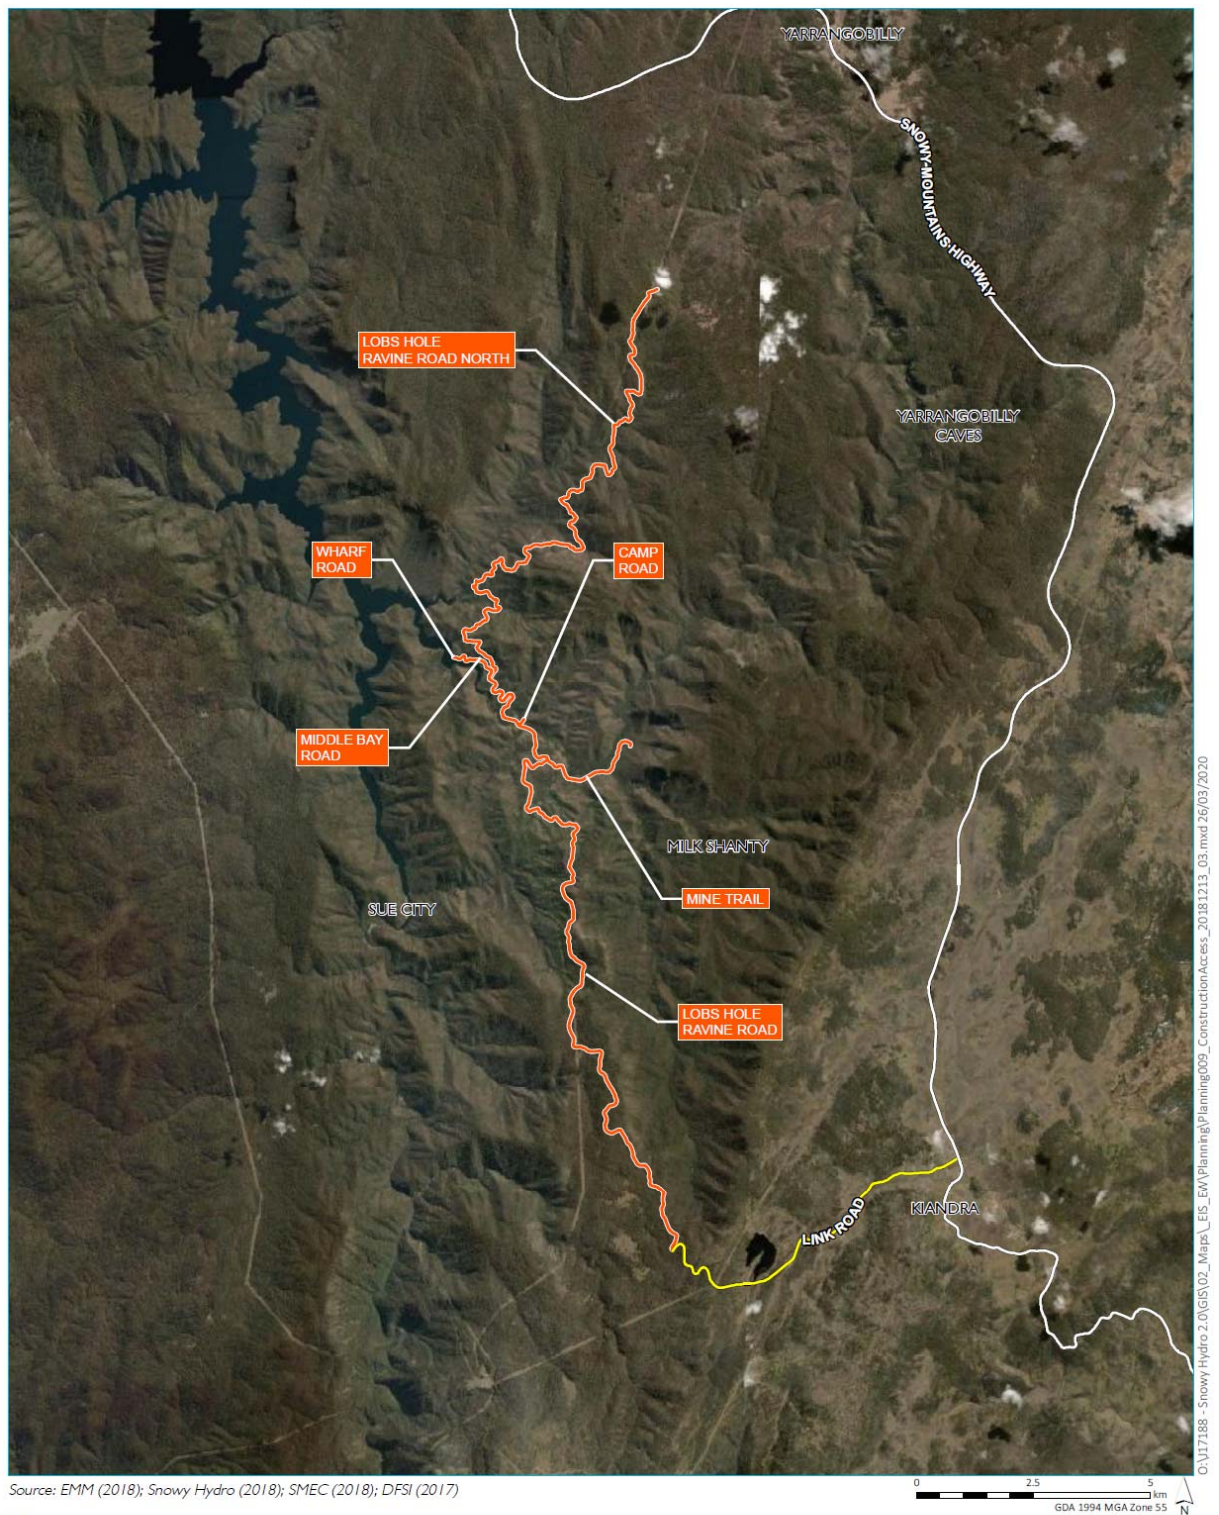 YARRANGOBILLY
SNOWY MOUNTAINS HIGHWAY
LOBS HOLE
RAVINE ROAD NORTH
YARRANGOBILLY
CAVES
WHARF
ROAD
CAMP
ROAD
MIDDLE BAY
ROAD
MILK SHANTY
MINE TRAIL
SUE CITY
LOBS HOLE
RAVINE ROAD
KIANDRA
LINK ROAD
O:\J17188 - Snowy Hydro 2.0\GIS\02_Maps\_EIS_EW\Planning\Planning009_ConstructionAccess_20181213_03.mxd 26/03/2020
Source: EMM (2018); Snowy Hydro (2018); SMEC (2018); DFSI (2017)
0 2.5 5
km
GDA 1994 MGA Zone 55
N